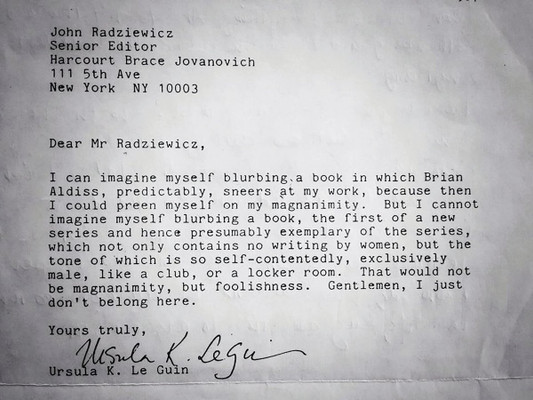 John Radziewicz
Senior Editor
Harcourt Brace Jovanovich
111 5th Ave
New York  NY 10003
Dear Mr Radziewicz,
I can imagine myself blurbing a book in which Brian
Aldiss, predictably, sneers at my work, because then
I could preen myself on my magnanimity.  But I cannot
imagine myself blurbing a book, the first of a new
series and hence presumably exemplary of the series,
which not only contains no writing by women, but the
tone of which is so self-contentedly, exclusively
male, like a club, or a locker room.  That would not
be magnanimity, but foolishness.  Gentlemen, I just
don't belong here.
Yours truly,
Ursula K. Le Guin
Ursula K. Le Guin